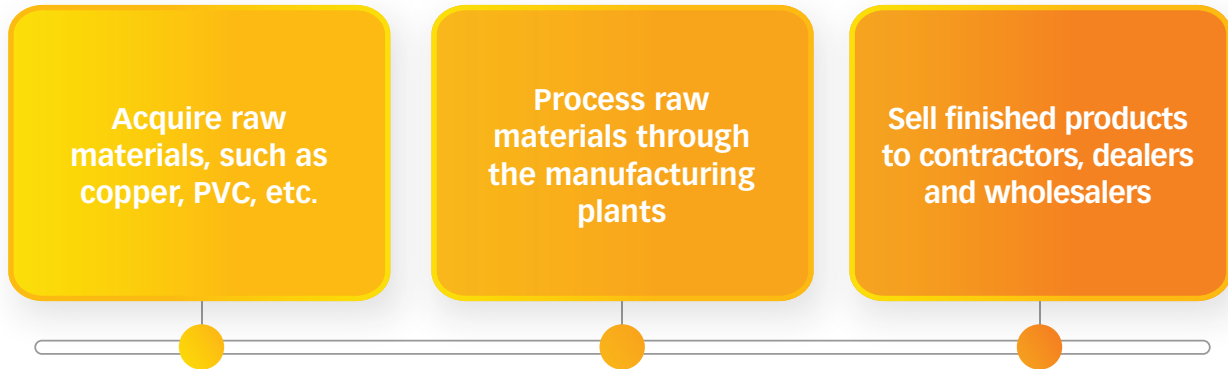 Acquire raw
materials, such as
copper, PVC, etc.
Process raw
materials through
the manufacturing
plants
Sell finished products
to contractors, dealers
and wholesalers